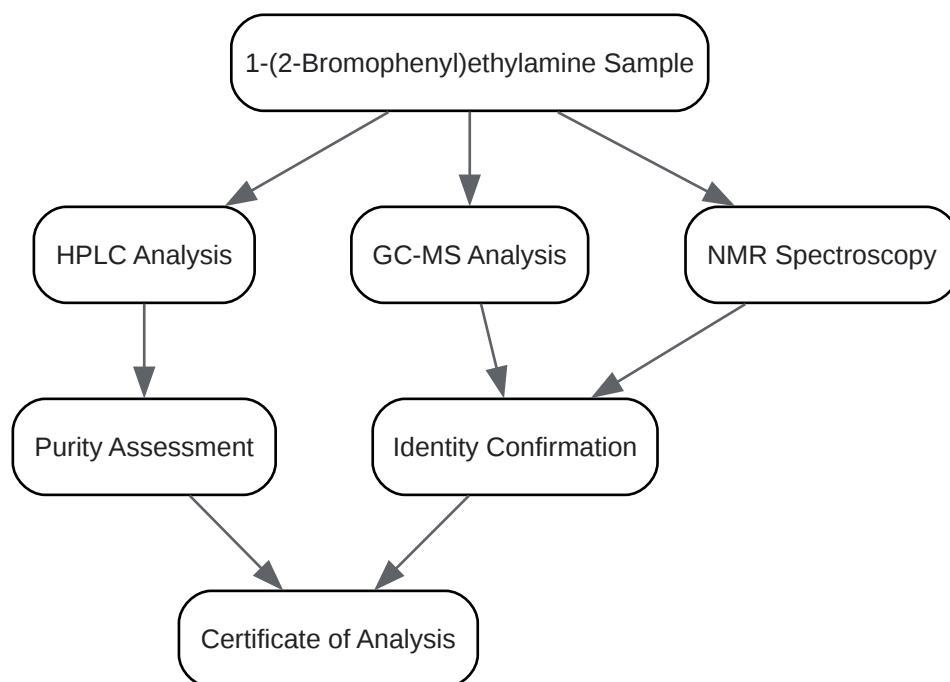 1-(2-Bromophenyl)ethylamine Sample
HPLC Analysis
GC-MS Analysis
NMR Spectroscopy
Purity Assessment
Identity Confirmation
Certificate of Analysis